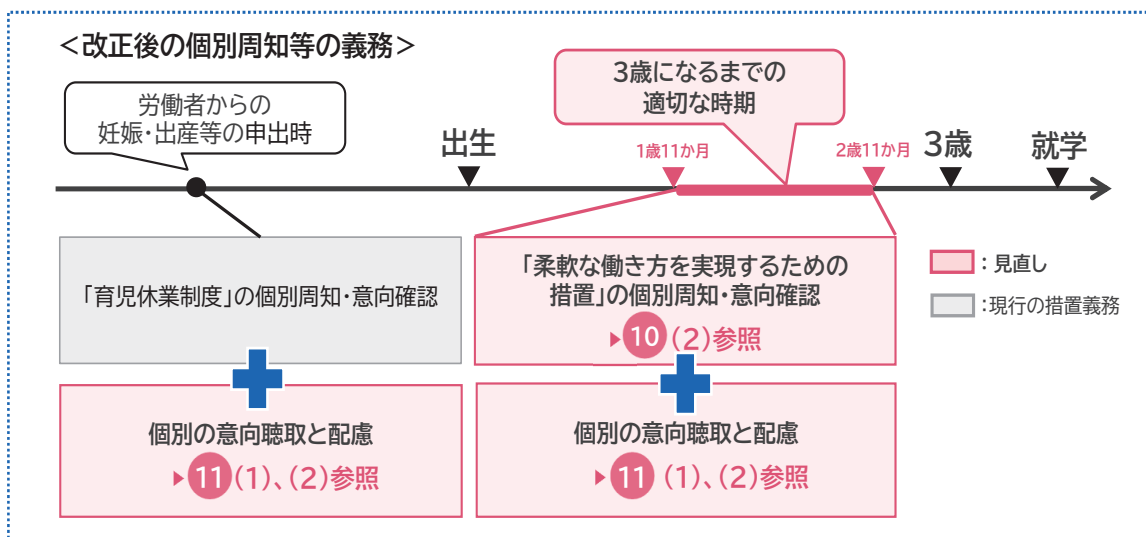 ＜改正後の個別周知等の義務＞
労働者からの
妊娠・出産等の申出時
3歳になるまでの
適切な時期
出生
1歳11か月
2歳11か月
3歳
就学
「育児休業制度」の個別周知・意向確認
「柔軟な働き方を実現するための
措置」の個別周知・意向確認
▶10(2)参照
：見直し
：現行の措置義務
個別の意向聴取と配慮
▶11(1)、(2)参照
個別の意向聴取と配慮
▶11(1)、(2)参照